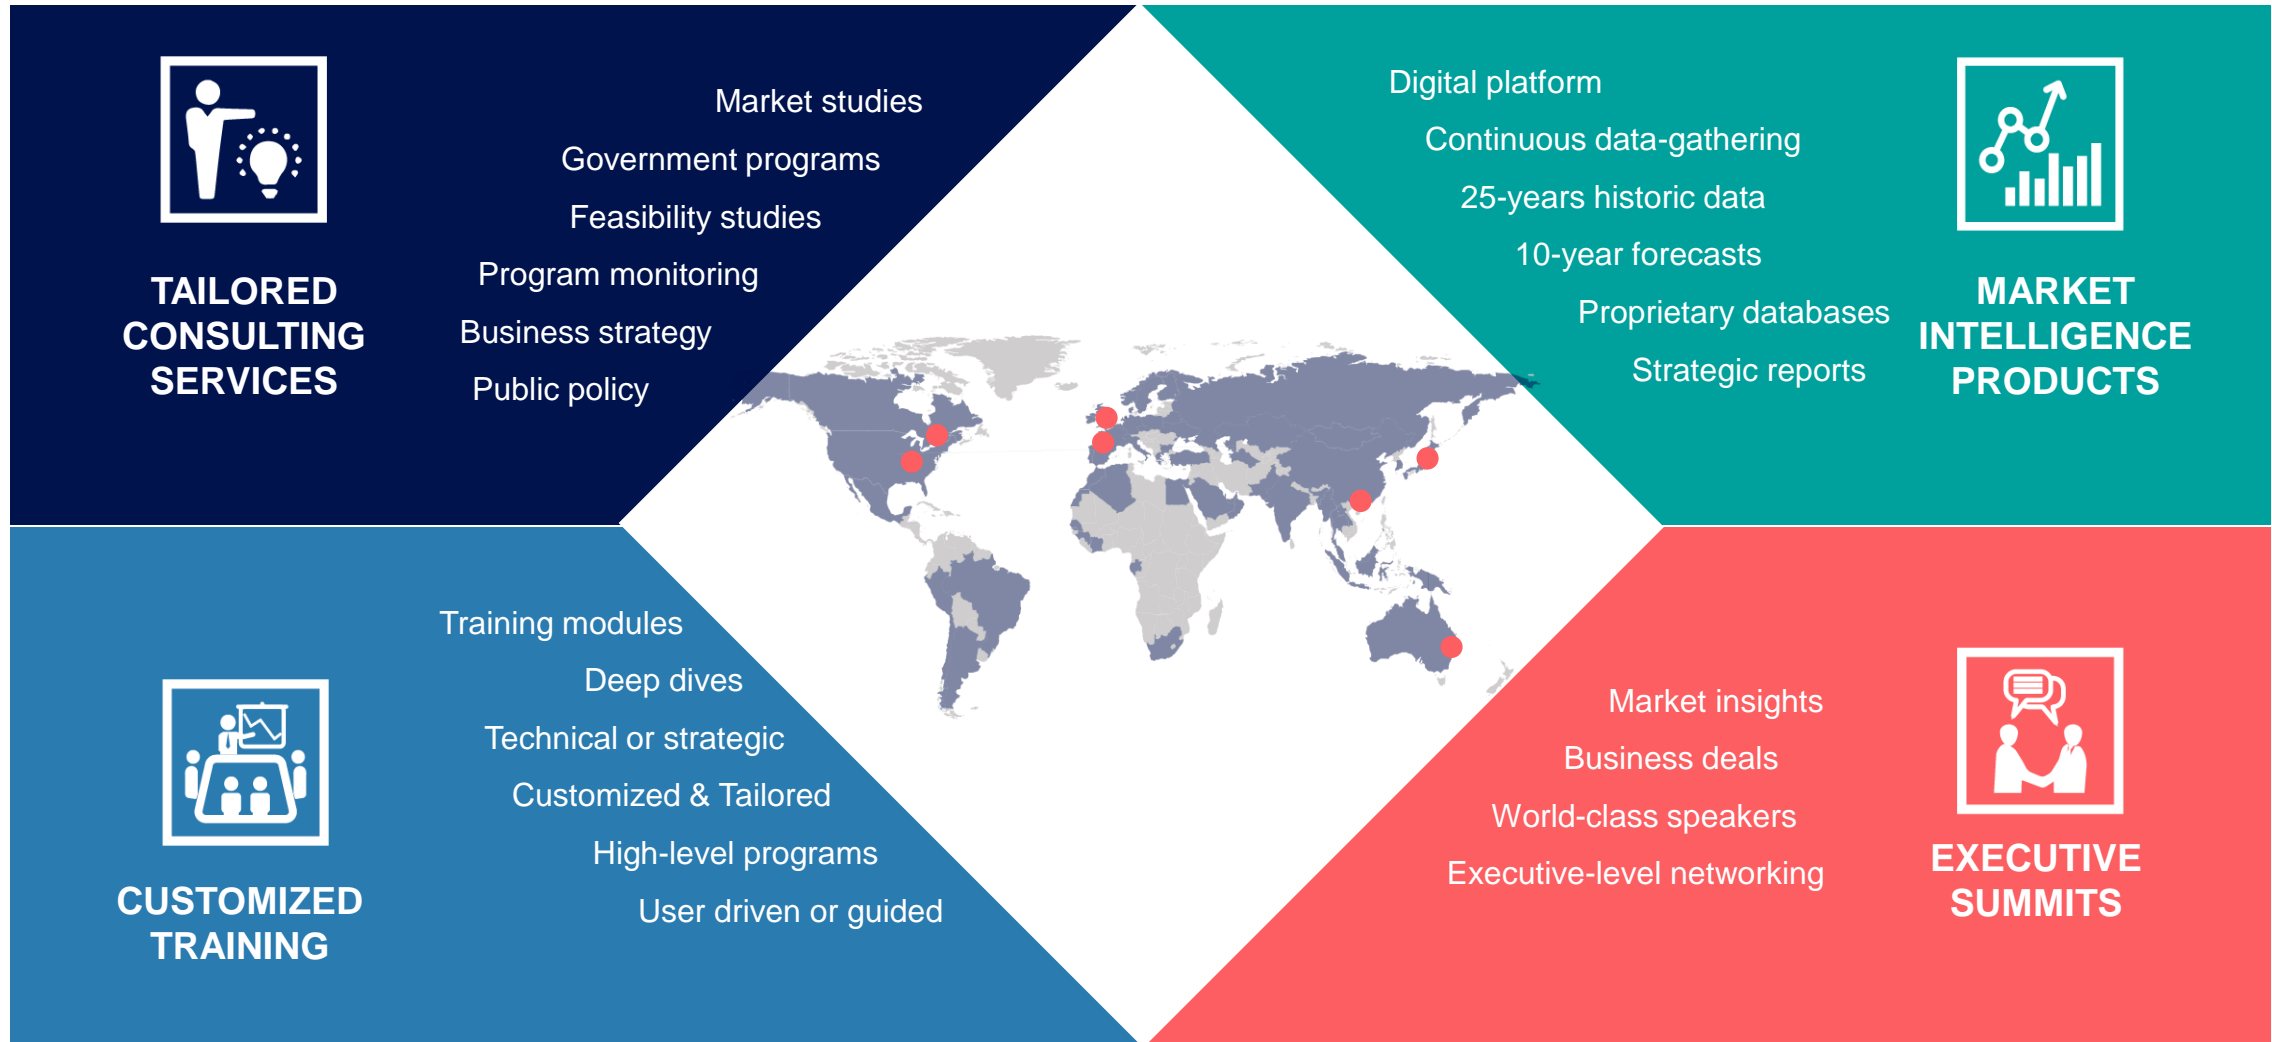 TAILORED
CONSULTING
SERVICES
Market studies
Government programs
Feasibility studies
Program monitoring
Business strategy
Public policy
Digital platform
Continuous data-gathering
25-years historic data
10-year forecasts
Proprietary databases
Strategic reports
MARKET
INTELLIGENCE
PRODUCTS
CUSTOMIZED
TRAINING
Training modules
Deep dives
Technical or strategic
Customized & Tailored
High-level programs
User driven or guided
Market insights
Business deals
World-class speakers
Executive-level networking
EXECUTIVE
SUMMITS